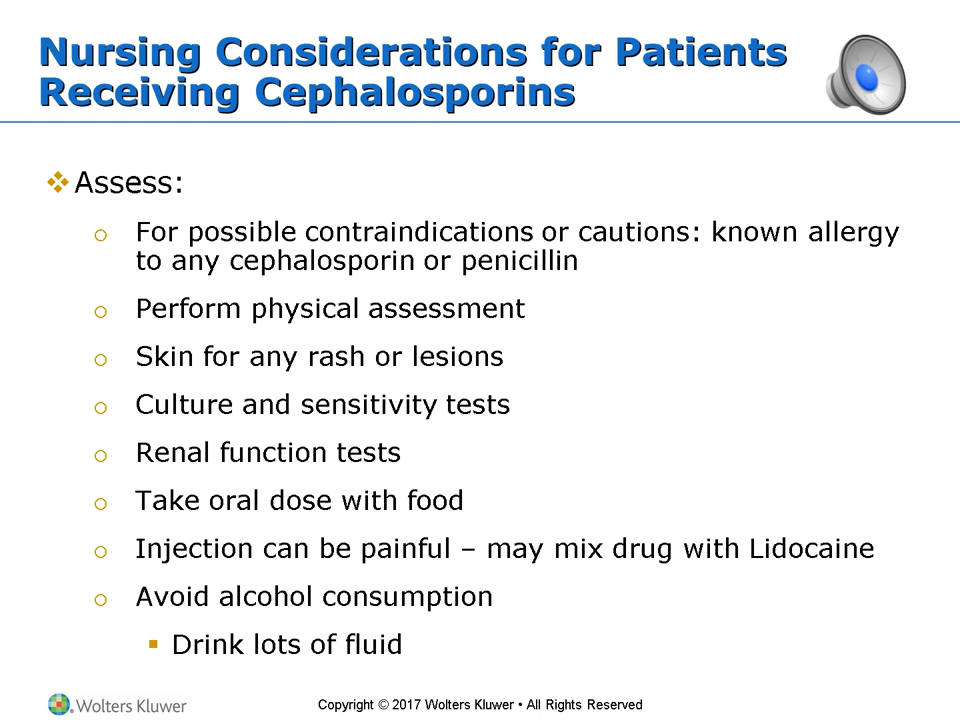 Nursing Considerations for Patients
Receiving Cephalosporins
❖Assess:
o For possible contraindications or cautions: known allergy
to any cephalosporin or penicillin
o Perform physical assessment
o Skin for any rash or lesions
o Culture and sensitivity tests
o Renal function tests
o Take oral dose with food
o Injection can be painful – may mix drug with Lidocaine
o Avoid alcohol consumption
▪ Drink lots of fluid
Wolters Kluwer
Copyright © 2017 Wolters Kluwer • All Rights Reserved